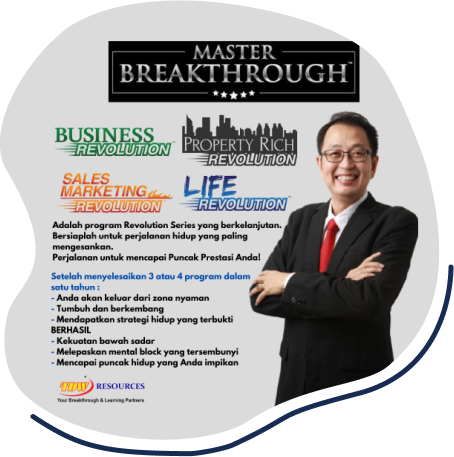 MASTER
BREAKTHROUGH™
BUSINESS
REVOLUTION
PROPERTY RICH
REVOLUTION
SALES
MARKETING
REVOLUTION
LIFE
REVOLUTION
Adalah program Revolution Series yang berkelanjutan.
Bersiaplah untuk perjalanan hidup yang paling
mengesankan.
Perjalanan untuk mencapai Puncak Prestasi Anda!
Setelah menyelesaikan 3 atau 4 program dalam
satu tahun :
- Anda akan keluar dari zona nyaman
- Tumbuh dan berkembang
- Mendapatkan strategi hidup yang terbukti
BERHASIL
- Kekuatan bawah sadar
- Melepaskan mental block yang tersembunyi
- Mencapai puncak hidup yang Anda impikan
TDW RESOURCES
Your Breakthrough & Learning Partners